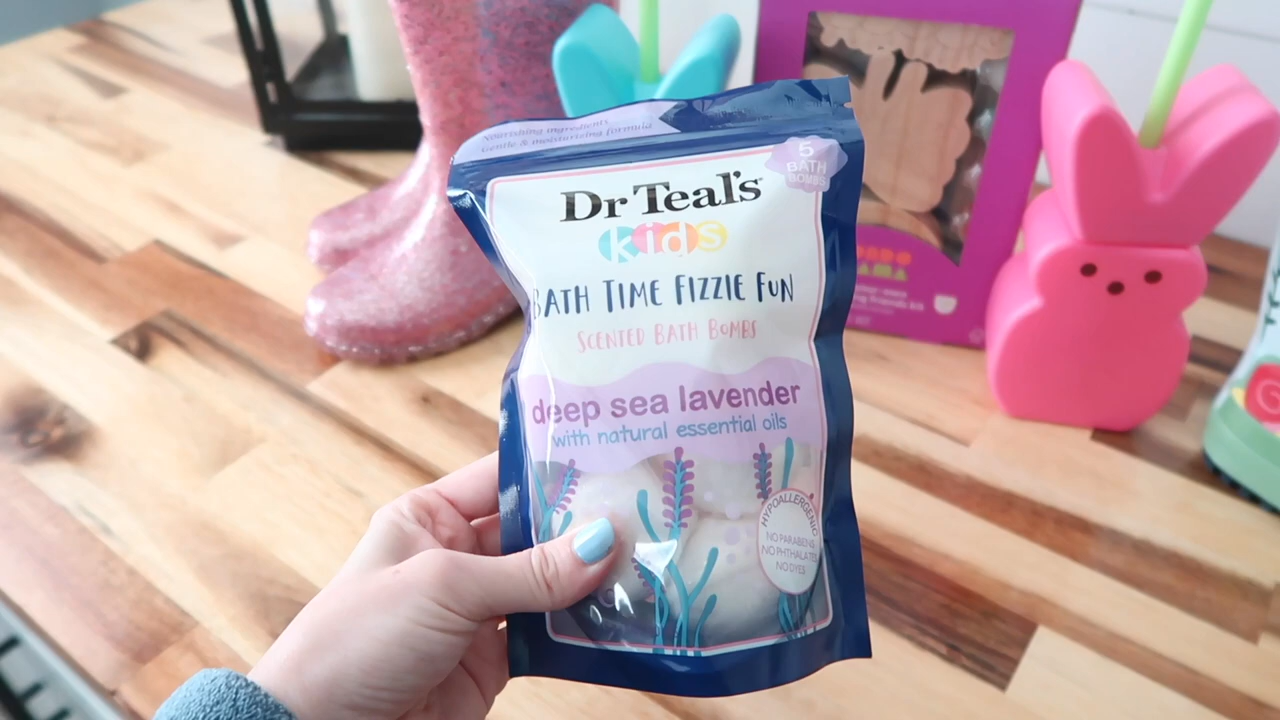 Nourishing ingredients
Gentle & moisturizing formula
5
BATH
BOMBS
Dr Teal's
kids
BATH TIME FIZZIE FUN
SCENTED BATH BOMBS
deep sea lavender
with natural essential oils
HYPOALLERGENIC
NO PARABENS
NO PHTHALATES
NO DYES